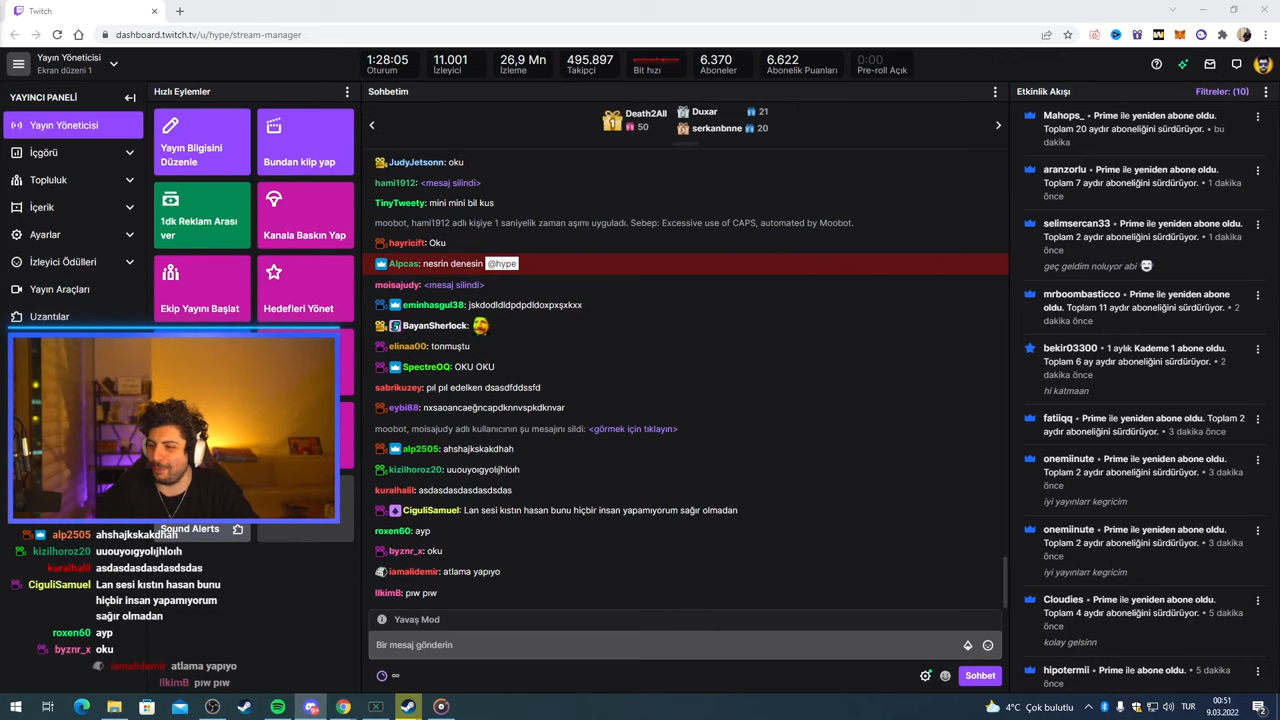 Twitch
dashboard.twitch.tv/u/hype/stream-manager
Yayın Yöneticisi
Ekran düzeni 1
1:28:05
Oturum
11.001
İzleyici
26,9 Mn
İzleme
495.897
Takipçi
Bit hızı
6.370
Aboneler
6.622
Abonelik Puanları
0:00
Pre-roll Açık
YAYINCI PANELİ
Yayın Yöneticisi
İçgörü
Topluluk
İçerik
Ayarlar
İzleyici Ödülleri
Yayın Araçları
Uzantılar
Hızlı Eylemler
Yayın Bilgisini
Düzenle
Bundan klip yap
1dk Reklam Arası
ver
Kanala Baskın Yap
Ekip Yayını Başlat
Hedefleri Yönet
Sound Alerts
alp2505 ahshajkskakdhah
kizilhoroz20 uuouyoıgyolıjhloıh
kuralhalil asdasdasdasdasdsdas
CiguliSamuel Lan sesi kıstın hasan bunu
hiçbir insan yapamıyorum
sağır olmadan
roxen60 ayp
byznr_x oku
iamalidemir atlama yapıyo
IlkimB pıw pıw
Sohbetim
Death2All
50
Duxar 21
serkanbnne 20
JudyJetsonn: oku
hami1912: <mesaj silindi>
TinyTweety: mini mini bil kus
moobot, hami1912 adlı kişiye 1 saniyelik zaman aşımı uyguladı. Sebep: Excessive use of CAPS, automated by Moobot.
hayricift: Oku
Alpcas: nesrin denesin @hype
moisajudy: <mesaj silindi>
eminhasgul38: jskdodldldpdpdldoxpxşxkxx
BayanSherlock:
elinaa00: tonmuştu
SpectreOQ: OKU OKU
sabrikuzey: pıl pıl edelken dsasdfddssfd
eybi88: nxsaoancaeğncapdknnvspkdnvar
moobot, moisajudy adlı kullanıcının şu mesajını sildi: <görmek için tıklayın>
alp2505: ahshajkskakdhah
kizilhoroz20: uuouyoıgyolıjhloıh
kuralhalil: asdasdasdasdasdsdas
CiguliSamuel: Lan sesi kıstın hasan bunu hiçbir insan yapamıyorum sağır olmadan
roxen60: ayp
byznr_x: oku
iamalidemir: atlama yapıyo
IlkimB: pıw pıw
Yavaş Mod
Bir mesaj gönderin
∞
Sohbet
Etkinlik Akışı
Filtreler: (10)
Mahops_ • Prime ile yeniden abone oldu.
Toplam 20 aydır aboneliğini sürdürüyor. • bu
dakika
aranzorlu • Prime ile yeniden abone oldu.
Toplam 7 aydır aboneliğini sürdürüyor. • 1 dakika
önce
selimsercan33 • Prime ile yeniden abone oldu.
Toplam 2 aydır aboneliğini sürdürüyor. • 1 dakika
önce
geç geldim noluyor abi
mrboombasticco • Prime ile yeniden abone
oldu. Toplam 11 aydır aboneliğini sürdürüyor. • 2
dakika önce
bekir03300 • 1 aylık Kademe 1 abone oldu.
Toplam 6 ay aydır aboneliğini sürdürüyor. • 2
dakika önce
hi katmaan
fatiiqq • Prime ile yeniden abone oldu. Toplam 2
aydır aboneliğini sürdürüyor. • 3 dakika önce
onemiinute • Prime ile yeniden abone oldu.
Toplam 2 aydır aboneliğini sürdürüyor. • 3 dakika
önce
iyi yayınlarr kegricim
onemiinute • Prime ile yeniden abone oldu.
Toplam 2 aydır aboneliğini sürdürüyor. • 3 dakika
önce
iyi yayınlarr kegricim
Cloudies • Prime ile yeniden abone oldu.
Toplam 4 aydır aboneliğini sürdürüyor. • 5 dakika
önce
kolay gelsinn
hipotermii • Prime ile abone oldu. • 5 dakika
önce
4°C Çok bulutlu
TUR
00:51
9.03.2022